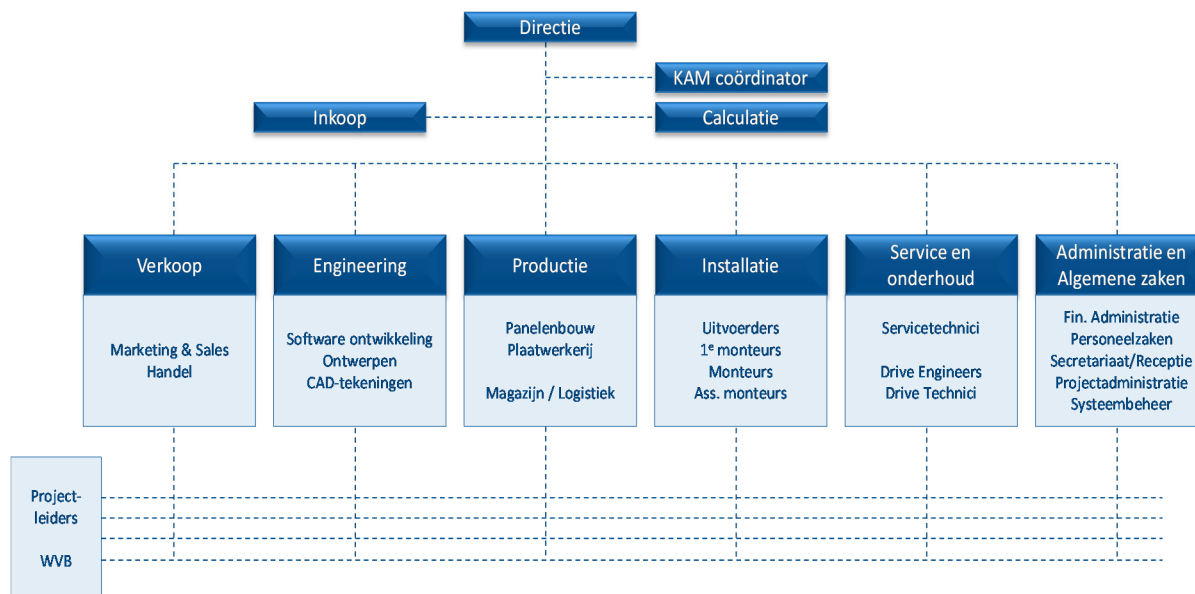 Directie
KAM coördinator
Inkoop
Calculatie
Verkoop
Marketing & Sales
Handel
Engineering
Software ontwikkeling
Ontwerpen
CAD-tekeningen
Productie
Panelenbouw
Plaatwerkerij
Magazijn / Logistiek
Installatie
Uitvoerders
1e monteurs
Monteurs
Ass. monteurs
Service en
onderhoud
Servicetechnici
Drive Engineers
Drive Technici
Administratie en
Algemene zaken
Fin. Administratie
Personeelzaken
Secretariaat/Receptie
Projectadministratie
Systeembeheer
Project-
leiders
WVB